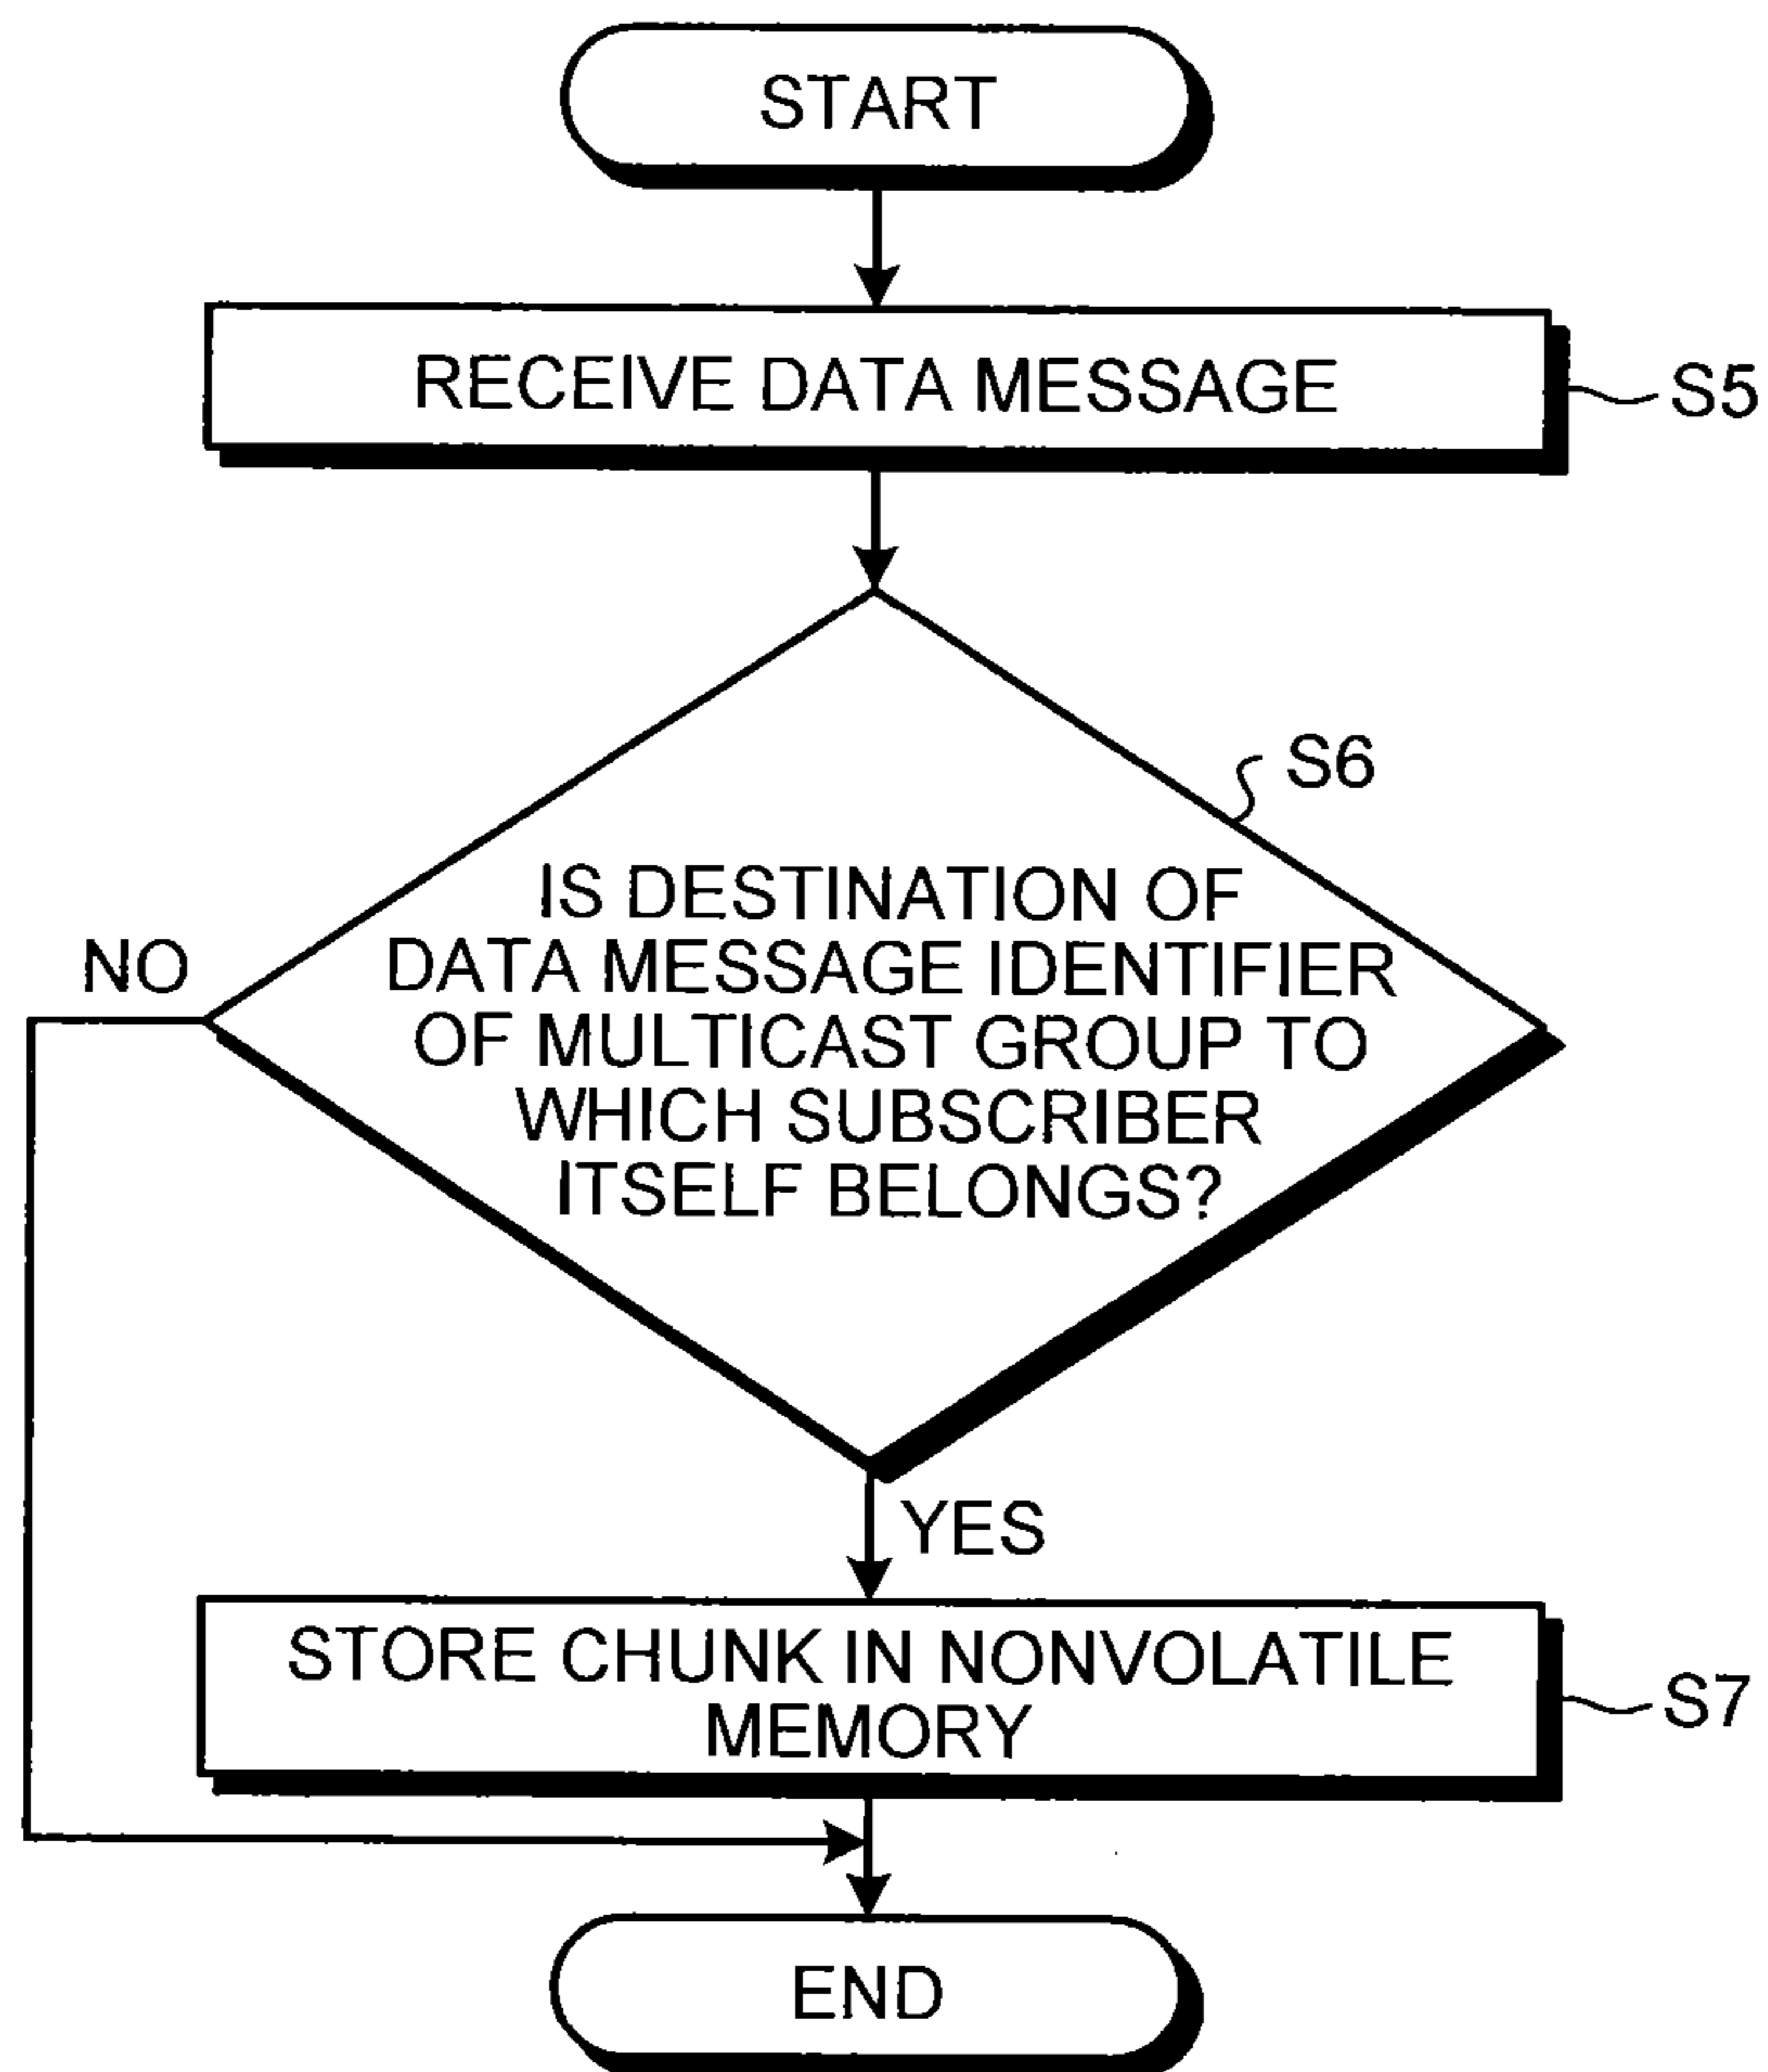 START
RECEIVE DATA MESSAGE
S5
S6
IS DESTINATION OF
DATA MESSAGE IDENTIFIER
OF MULTICAST GROUP TO
WHICH SUBSCRIBER
ITSELF BELONGS?
NO
YES
STORE CHUNK IN NONVOLATILE
MEMORY
S7
END